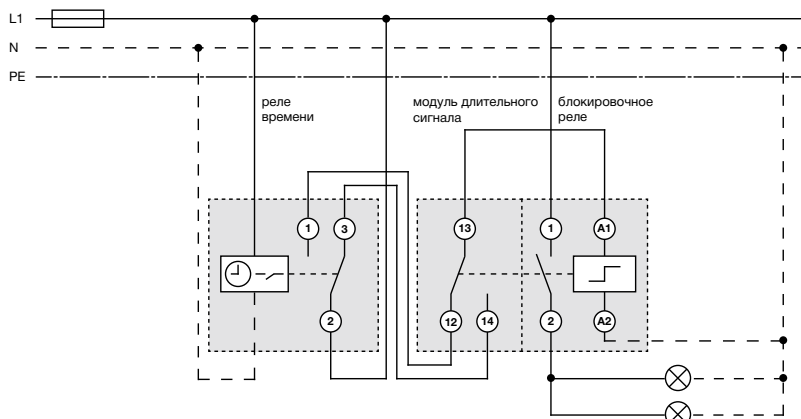 L1
N
PE
реле
времени
модуль длительного
сигнала
блокировочное
реле
1
3
13
1
A1
2
12
14
2
A2